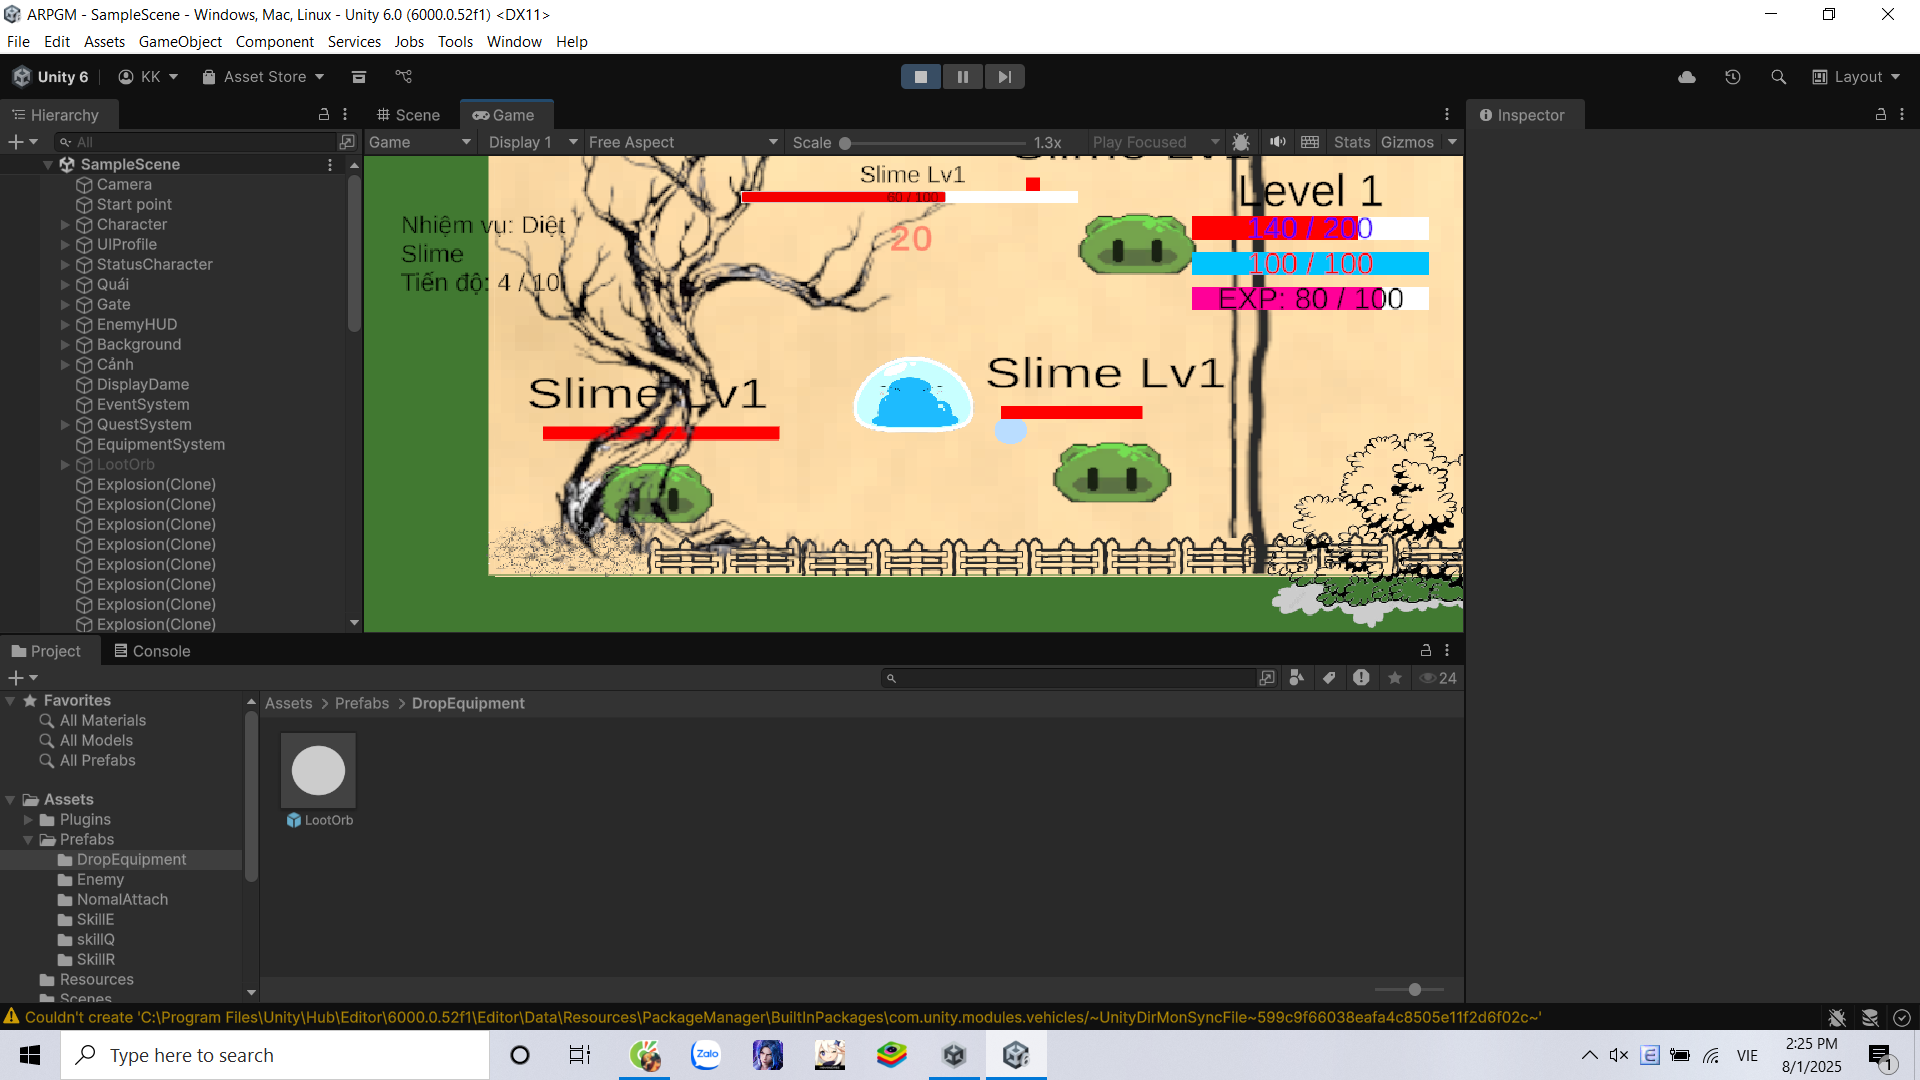 ARPGM - SampleScene - Windows, Mac, Linux - Unity 6.0 (6000.0.52f1) <DX11>
File Edit Assets GameObject Component Services Jobs Tools Window Help
Unity 6 KK Asset Store Layout
Hierarchy
Scene Game
Inspector
All
Game Display 1 Free Aspect Scale 1.3x Play Focused Stats Gizmos
SampleScene
Camera
Start point
Character
UIProfile
StatusCharacter
Quái
Gate
EnemyHUD
Background
Cảnh
DisplayDame
EventSystem
QuestSystem
EquipmentSystem
LootOrb
Explosion(Clone)
Explosion(Clone)
Explosion(Clone)
Explosion(Clone)
Explosion(Clone)
Explosion(Clone)
Explosion(Clone)
Explosion(Clone)
Slime Lv1
60 / 100
Level 1
140 / 200
100 / 100
EXP: 80 / 100
Nhiệm vụ: Diệt
Slime
Tiến độ: 4 / 10
20
Slime Lv1
Slime Lv1
Slime Lv1
Project Console
24
Favorites
All Materials
All Models
All Prefabs
Assets
Plugins
Prefabs
DropEquipment
Enemy
NomalAttach
SkillE
skillQ
SkillR
Resources
Scenes
Assets > Prefabs > DropEquipment
LootOrb
Couldn't create 'C:\Program Files\Unity\Hub\Editor\6000.0.52f1\Editor\Data\Resources\PackageManager\BuiltInPackages\com.unity.modules.vehicles/~UnityDirMonSyncFile~599c9f66038eafa4c8505e11f2d6f02c~'
Type here to search
Zalo
VIE
2:25 PM
8/1/2025
1